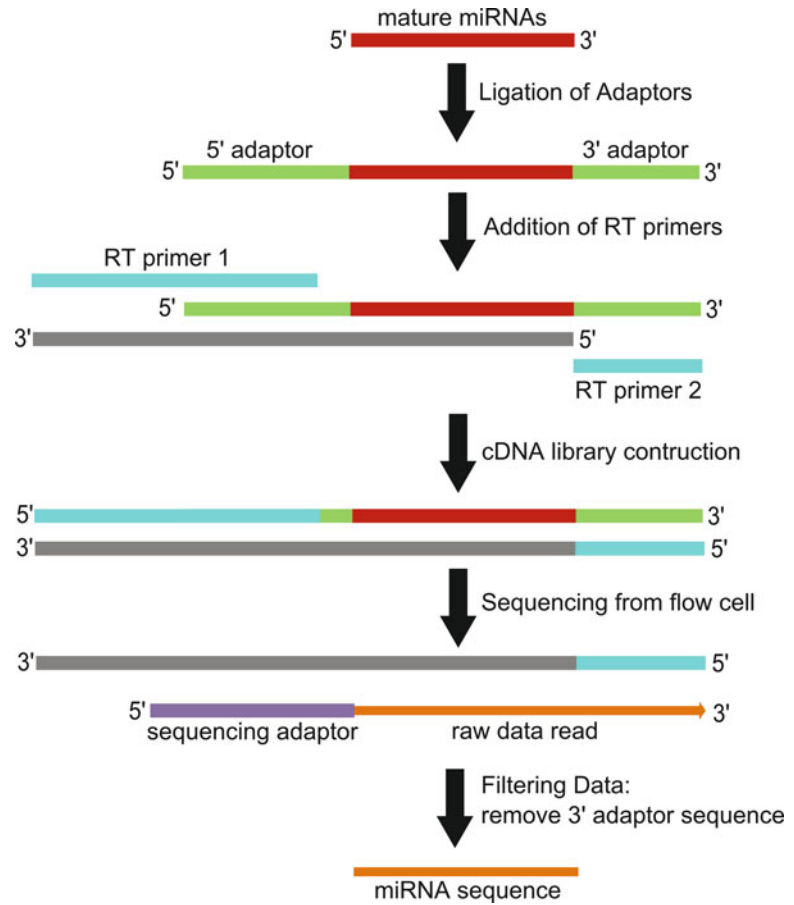 mature miRNAs
5' 3'
Ligation of Adaptors
5' adaptor 3' adaptor
5' 3'
Addition of RT primers
RT primer 1
5' 3'
3' 5'
RT primer 2
cDNA library contruction
5' 3'
3' 5'
Sequencing from flow cell
3' 5'
5' 3'
sequencing adaptor raw data read
Filtering Data:
remove 3' adaptor sequence
miRNA sequence